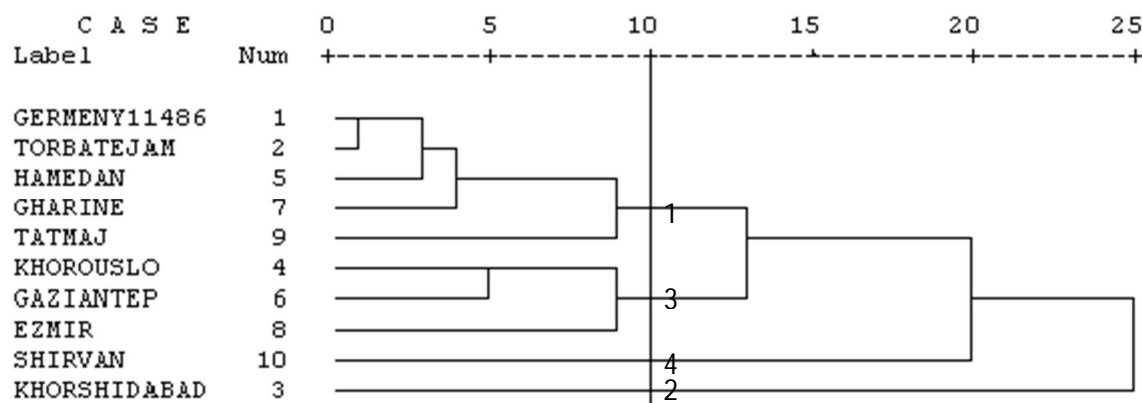 C A S E 0 5 10 15 20 25
Label Num
GERMENY11486 1
TORBATEJAM 2
HAMEDAN 5
GHARINE 7
1
TATMAJ 9
KHOROUSLO 4
GAZIANTEP 6
3
EZMIR 8
SHIRVAN 10
4
KHORSHIDABAD 3
2